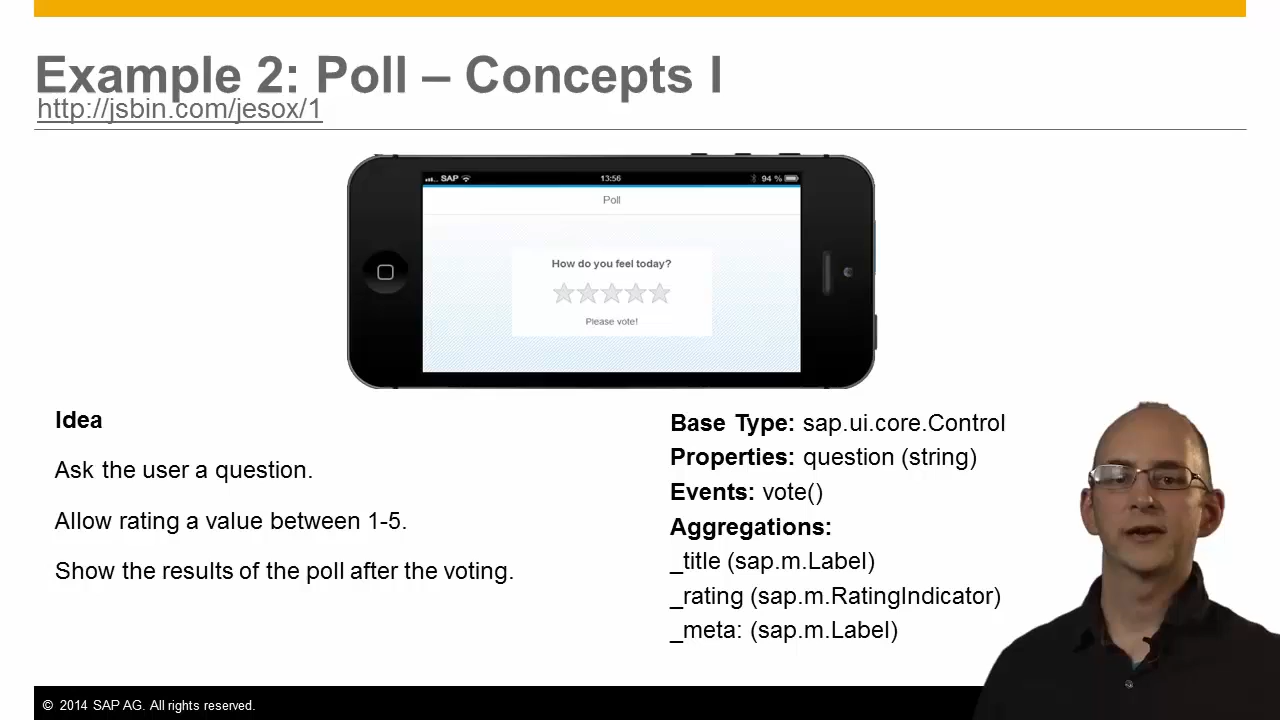 Example 2: Poll – Concepts I
http://jsbin.com/jesox/1
SAP 13:56 94 %
Poll
How do you feel today?
Please vote!
Idea
Ask the user a question.
Allow rating a value between 1-5.
Show the results of the poll after the voting.
Base Type: sap.ui.core.Control
Properties: question (string)
Events: vote()
Aggregations:
_title (sap.m.Label)
_rating (sap.m.RatingIndicator)
_meta: (sap.m.Label)
© 2014 SAP AG. All rights reserved.